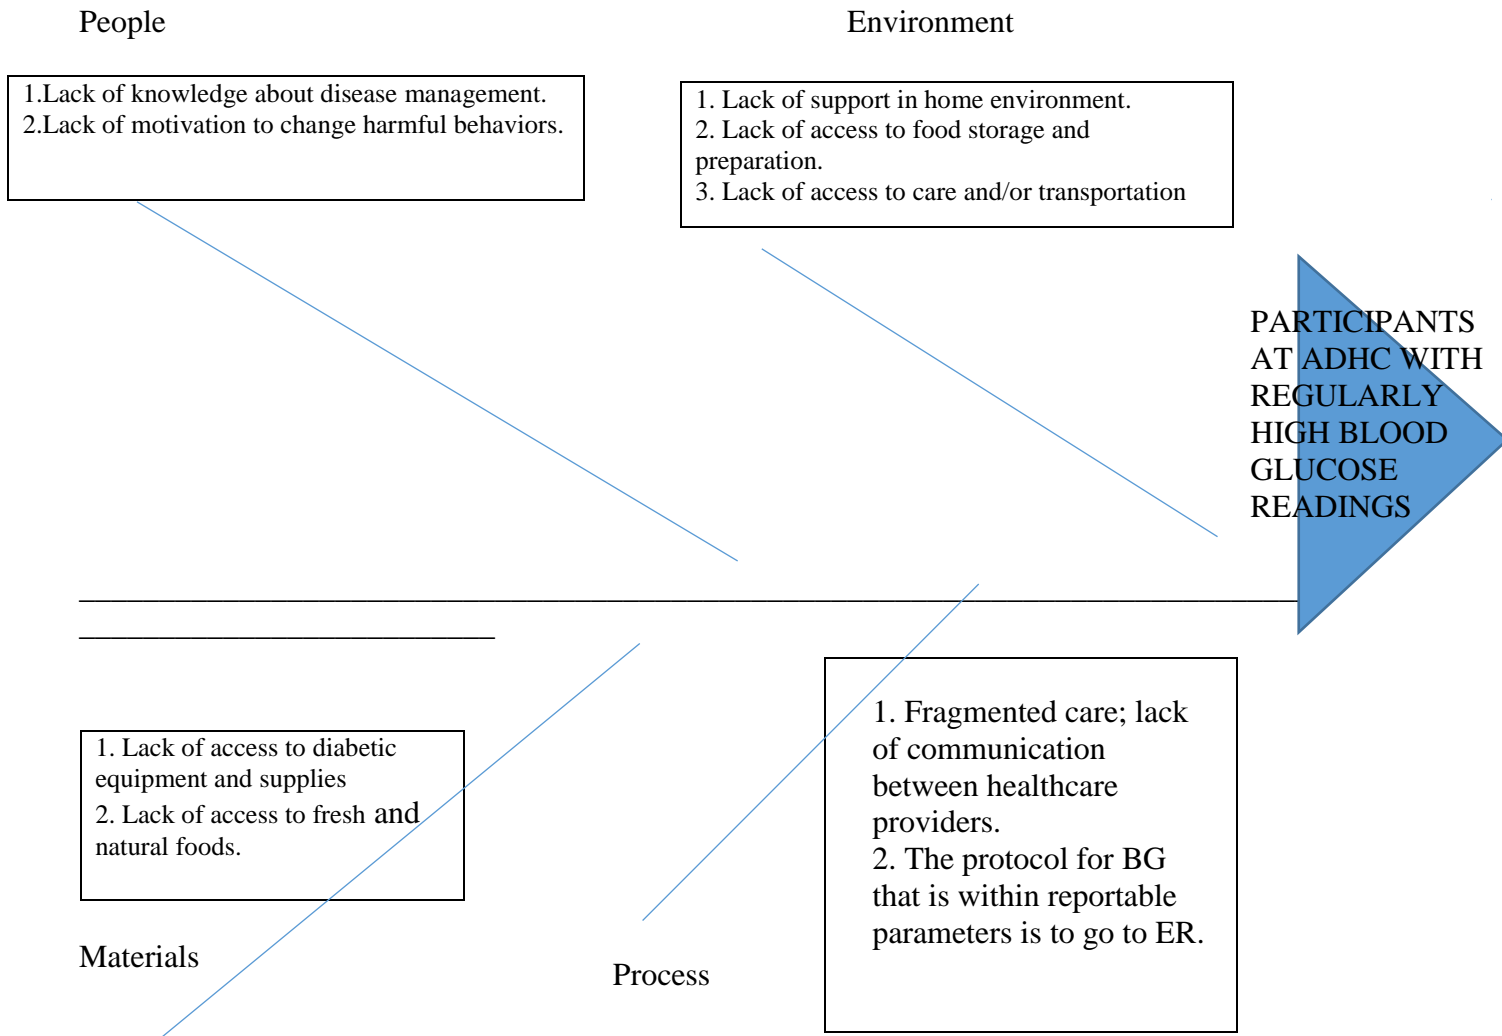 People
Environment
1.Lack of knowledge about disease management.
2.Lack of motivation to change harmful behaviors.
1. Lack of support in home environment.
2. Lack of access to food storage and
preparation.
3. Lack of access to care and/or transportation
PARTICIPANTS
AT ADHC WITH
REGULARLY
HIGH BLOOD
GLUCOSE
READINGS
1. Lack of access to diabetic
equipment and supplies
2. Lack of access to fresh and
natural foods.
1. Fragmented care; lack
of communication
between healthcare
providers.
2. The protocol for BG
that is within reportable
parameters is to go to ER.
Materials
Process